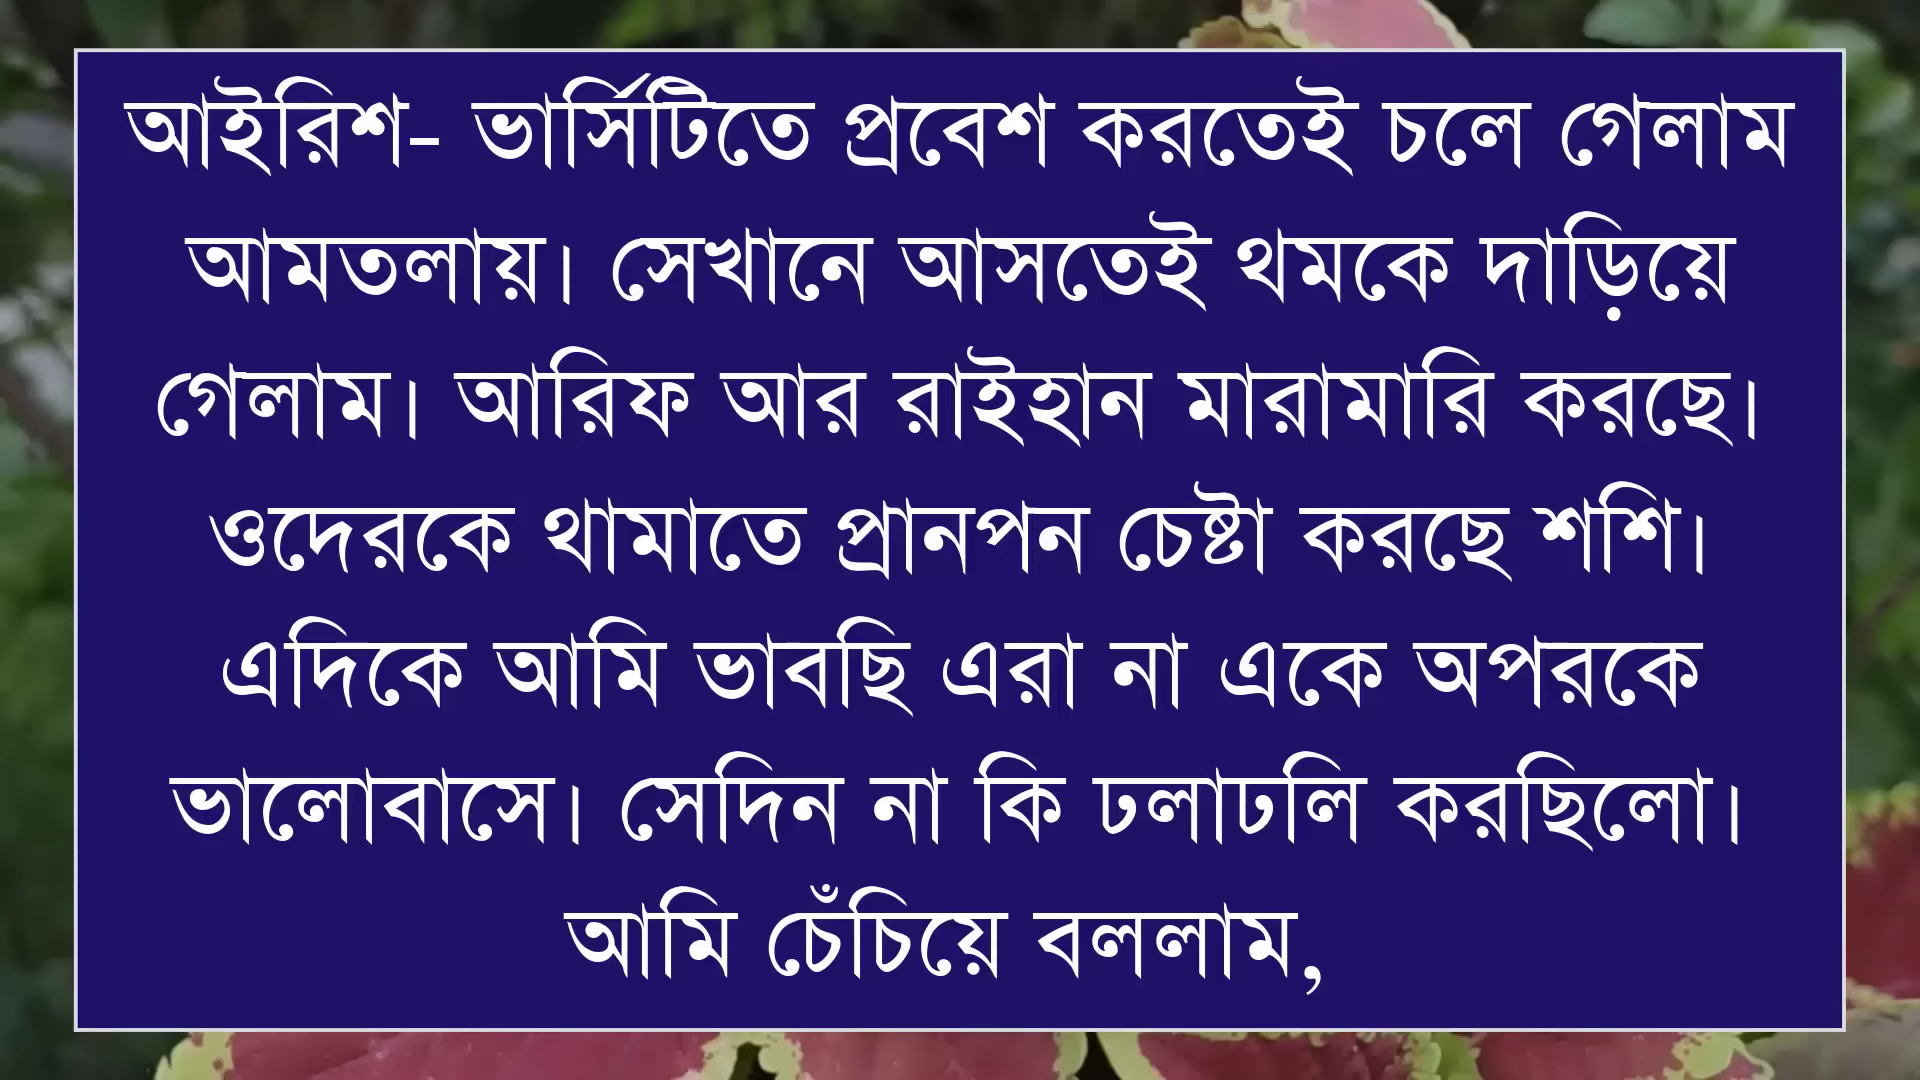 আইরিশ- ভার্সিটিতে প্রবেশ করতেই চলে গেলাম
আমতলায়। সেখানে আসতেই থমকে দাড়িয়ে
গেলাম। আরিফ আর রাইহান মারামারি করছে।
ওদেরকে থামাতে প্রানপন চেষ্টা করছে শশি।
এদিকে আমি ভাবছি এরা না একে অপরকে
ভালোবাসে। সেদিন না কি ঢলাঢলি করছিলো।
আমি চেঁচিয়ে বললাম,